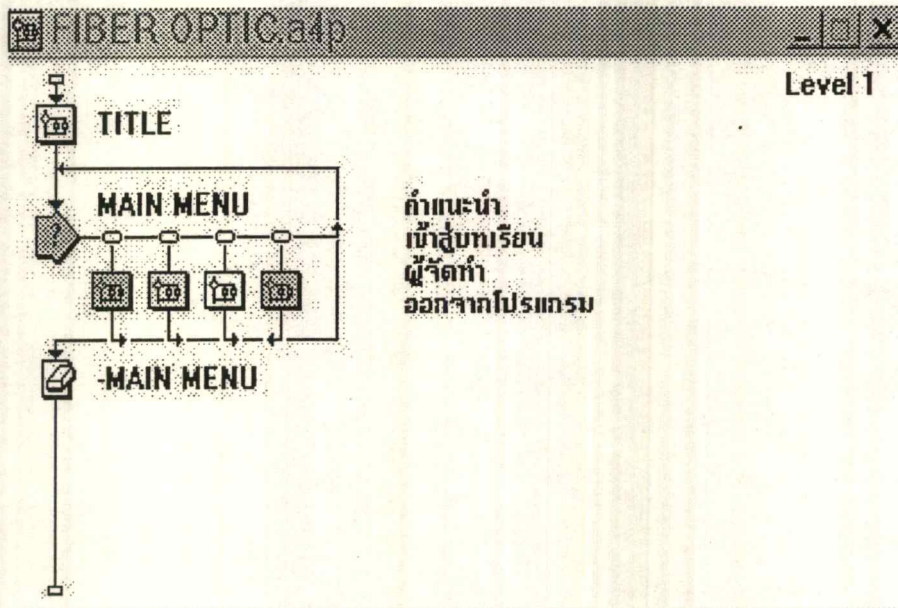 FIBER OPTIC.a4p
Level 1
TITLE
MAIN MENU
คำแนะนำ
เข้าสู่บทเรียน
ผู้จัดทำ
ออกจากโปรแกรม
-MAIN MENU